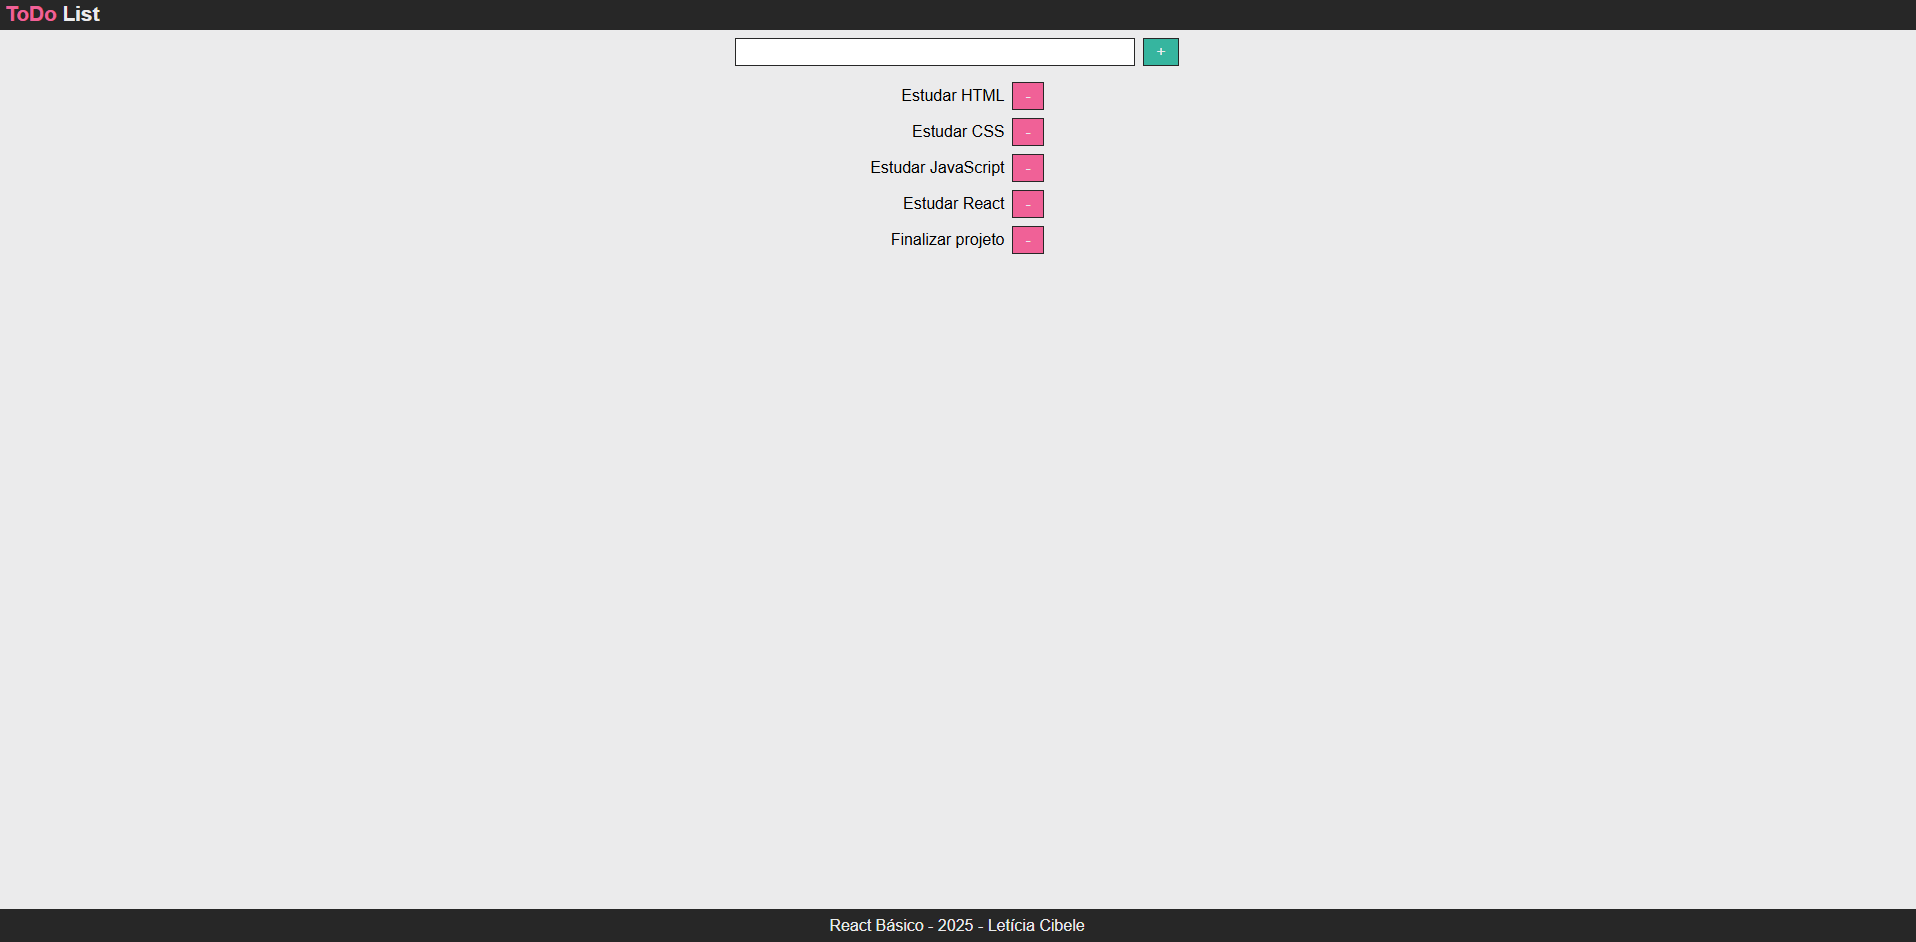 ToDo List
+
Estudar HTML -
Estudar CSS -
Estudar JavaScript -
Estudar React -
Finalizar projeto -
React Básico - 2025 - Letícia Cibele